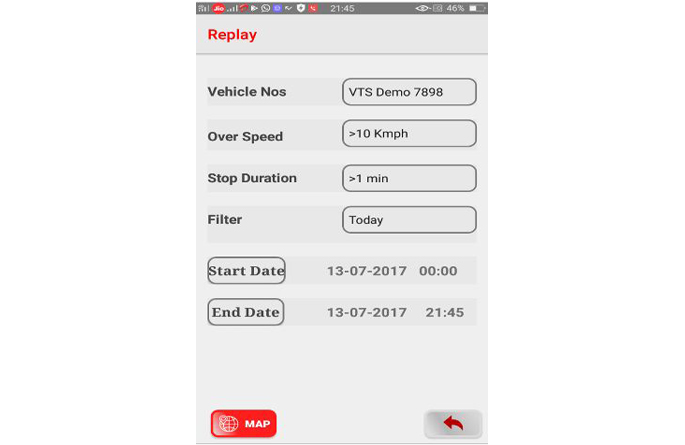 Jio 21:45 46%
Replay
Vehicle Nos VTS Demo 7898
Over Speed >10 Kmph
Stop Duration >1 min
Filter Today
Start Date 13-07-2017 00:00
End Date 13-07-2017 21:45
MAP